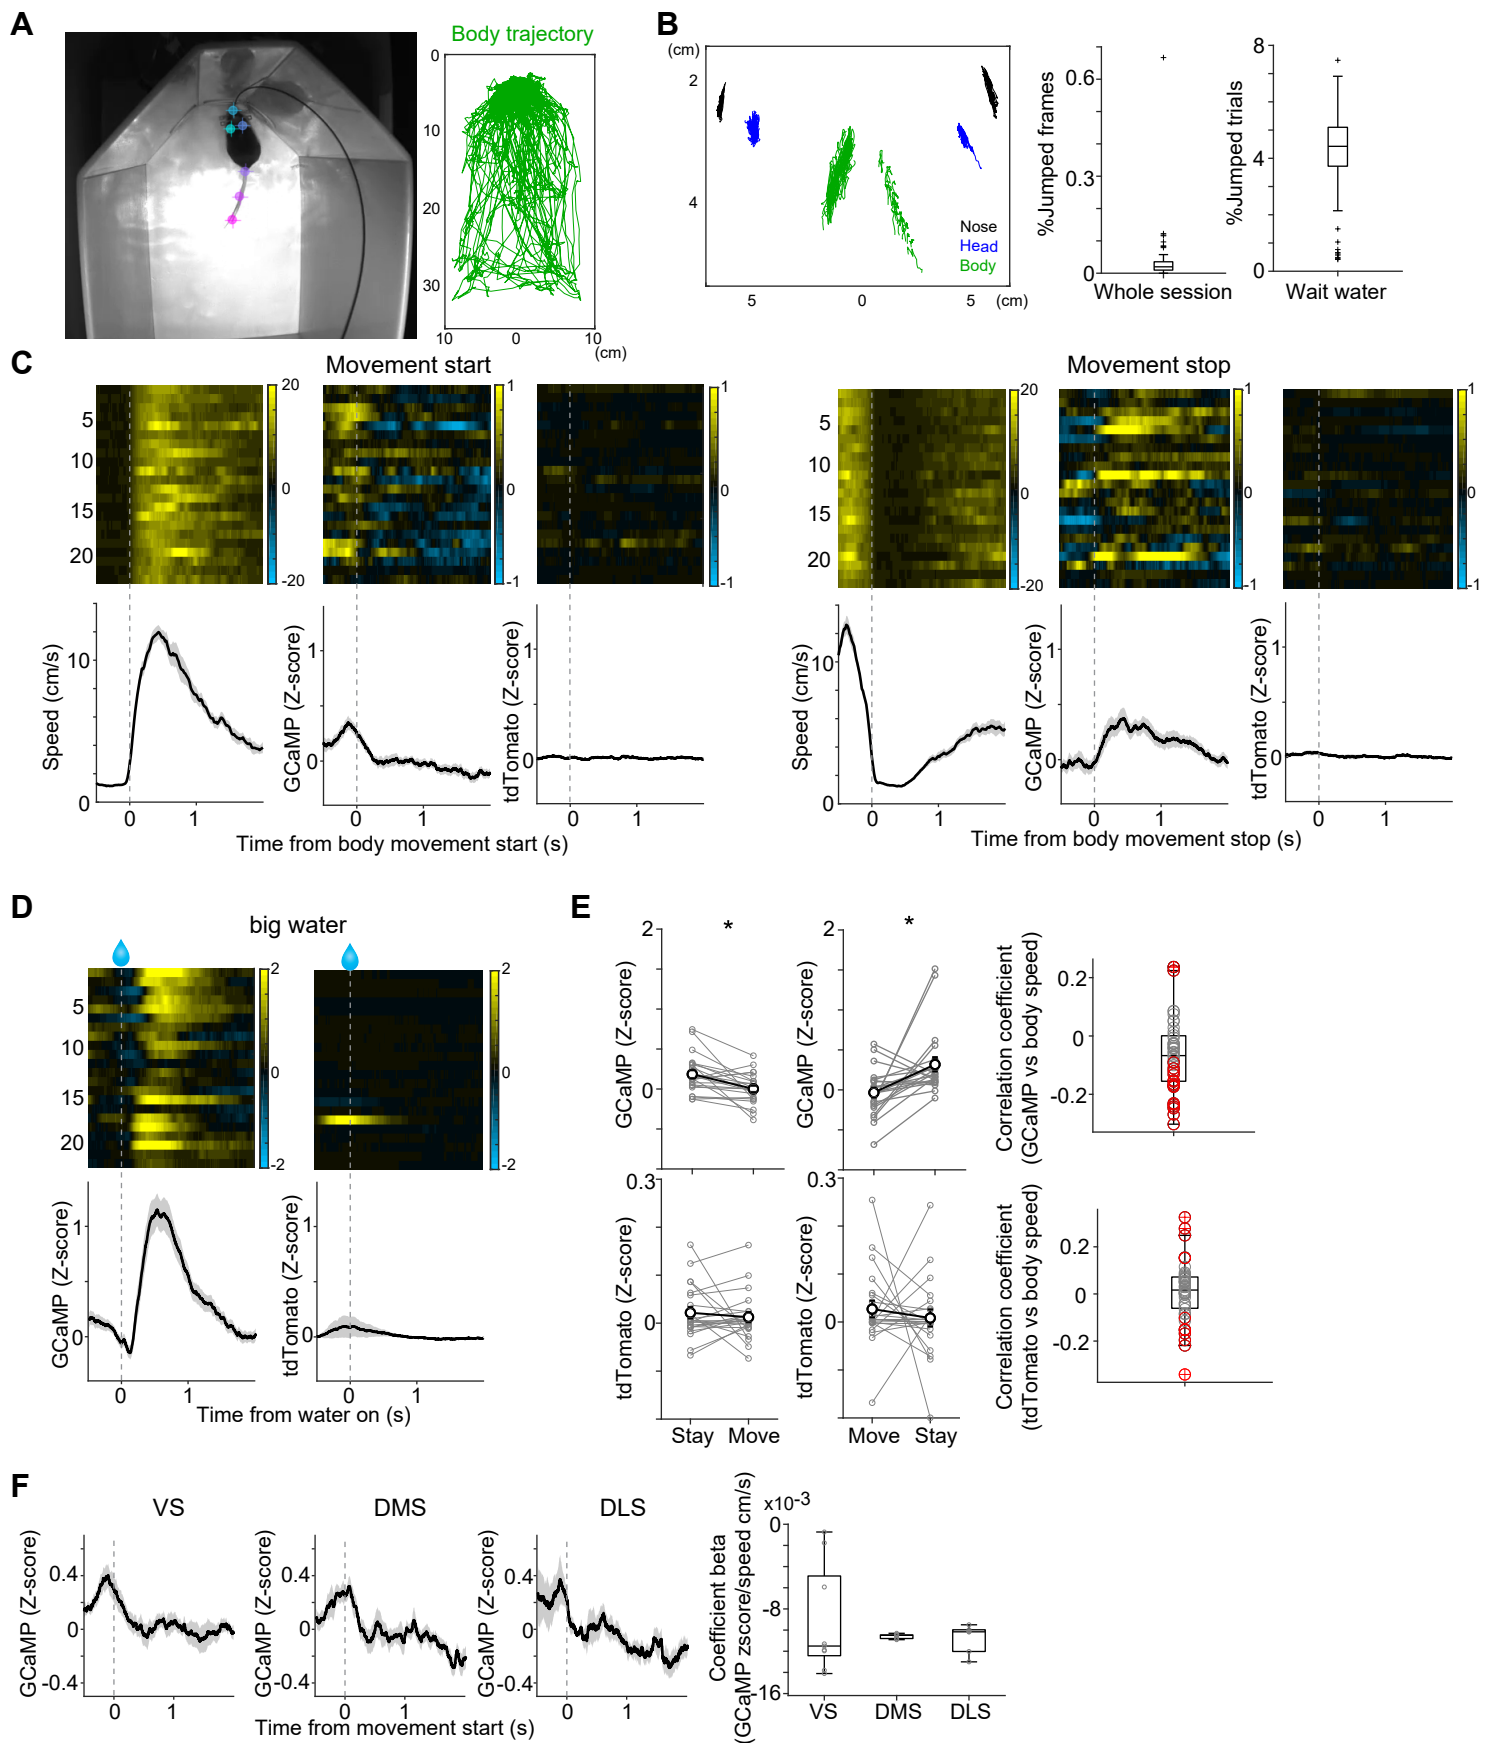 A
Body trajectory
0
10
20
30
10
0
10
(cm)
B
(cm)
2
4
5
0
5
(cm)
Nose
Head
Body
%Jumped frames
0.6
0.3
0
Whole session
%Jumped trials
8
4
0
Wait water
C
Movement start
5
10
15
20
20
0
-20
1
0
-1
1
0
-1
Speed (cm/s)
10
0
0
1
GCaMP (Z-score)
1
0
0
1
tdTomato (Z-score)
1
0
0
1
Time from body movement start (s)
Movement stop
5
10
15
20
20
0
-20
1
0
-1
1
0
-1
Speed (cm/s)
10
0
0
1
GCaMP (Z-score)
1
0
0
1
tdTomato (Z-score)
1
0
0
1
Time from body movement stop (s)
D
big water
5
10
15
20
2
0
-2
2
0
-2
GCaMP (Z-score)
1
0
0
1
tdTomato (Z-score)
1
0
0
1
Time from water on (s)
E
GCaMP (Z-score)
2
0
*
GCaMP (Z-score)
2
0
*
Correlation coefficient
(GCaMP vs body speed)
0.2
0
-0.2
tdTomato (Z-score)
0.3
0
Stay Move
tdTomato (Z-score)
0.3
0
Move Stay
Correlation coefficient
(tdTomato vs body speed)
0.2
0
-0.2
F
VS
GCaMP (Z-score)
0.4
0
-0.4
0
1
DMS
GCaMP (Z-score)
0.4
0
-0.4
0
1
DLS
GCaMP (Z-score)
0.4
0
-0.4
0
1
Time from movement start (s)
Coefficient beta
(GCaMP zscore/speed cm/s)
x10-3
0
-8
-16
VS DMS DLS